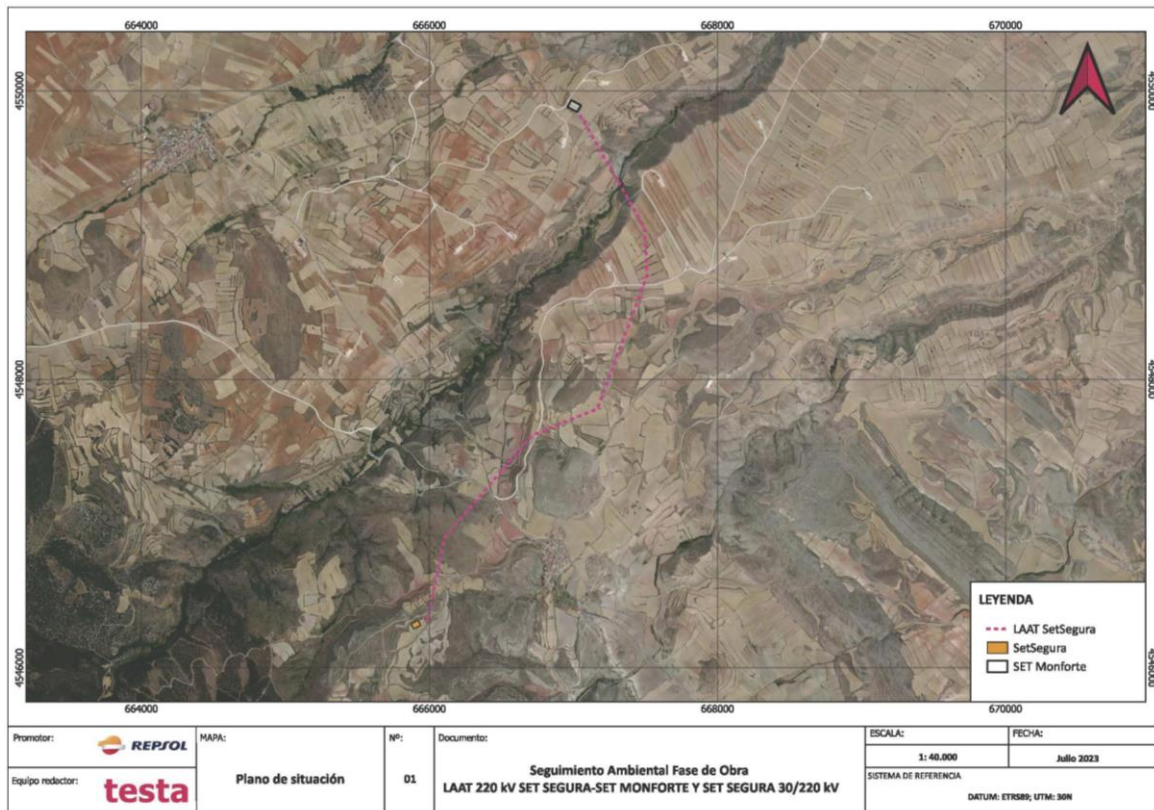 664000 666000 668000 670000
4550000 4550000
4548000 4548000
4546000 4546000
LEYENDA
LAAT SetSegura
SetSegura
SET Monforte
664000 666000 668000 670000
Promotor:
REPSOL
Equipo redactor:
testa
MAPA:
Plano de situación
Nº:
01
Documento:
Seguimiento Ambiental Fase de Obra
LAAT 220 kV SET SEGURA-SET MONFORTE Y SET SEGURA 30/220 kV
ESCALA:
1: 40.000
FECHA:
Julio 2023
SISTEMA DE REFERENCIA
DATUM: ETRS89; UTM: 30N